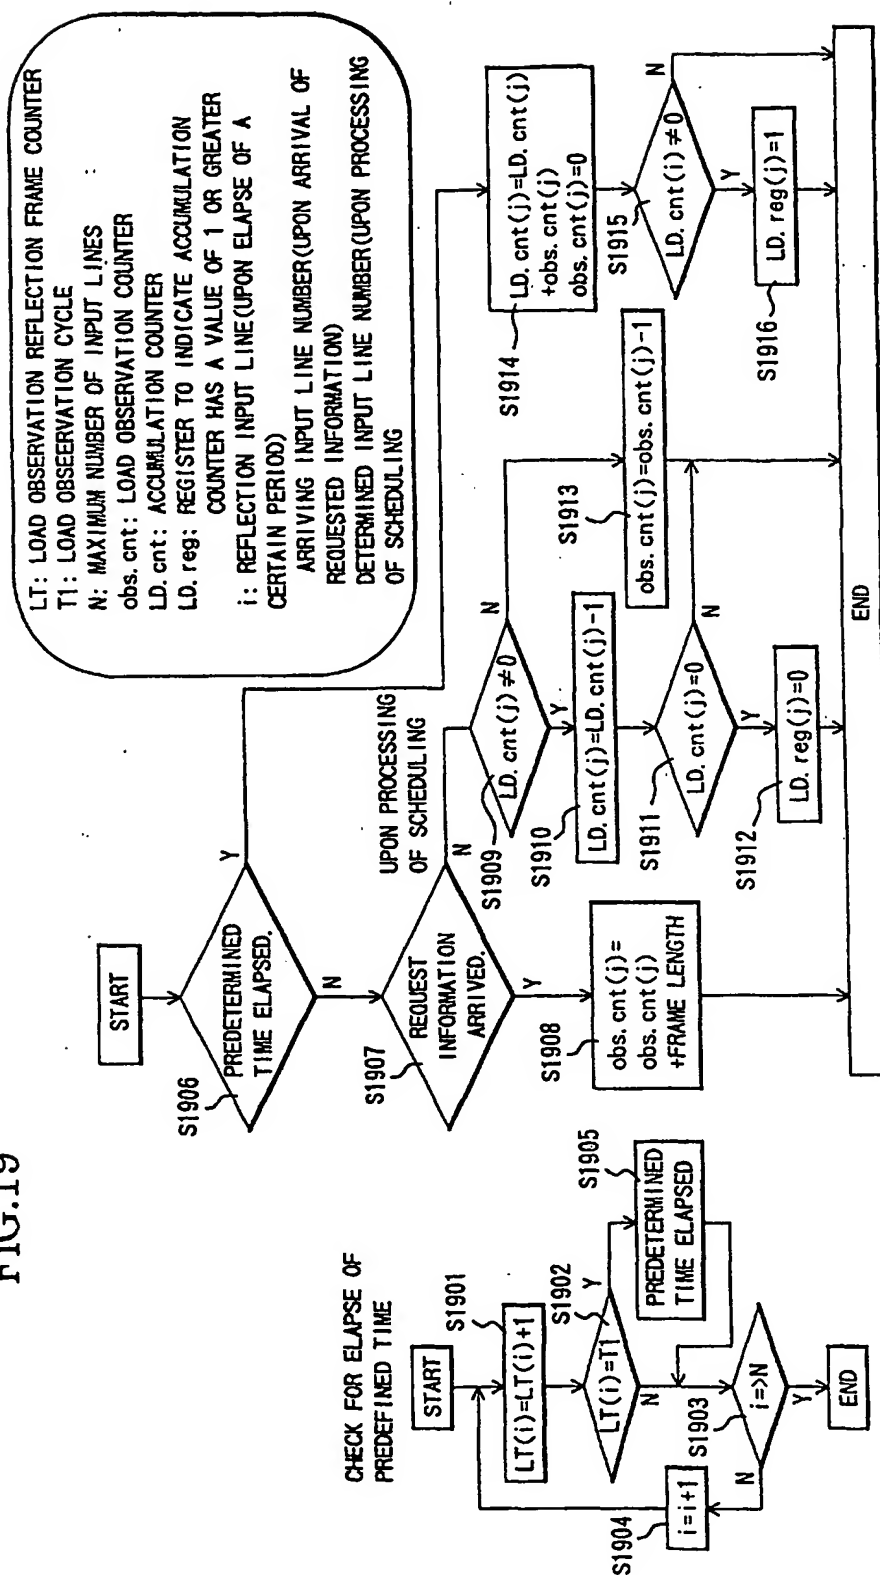 FIG.19
CHECK FOR ELAPSE OF
PREDEFINED TIME
START
S1901
LT(i)=LT(i)+1
S1902
LT(i)=T1
Y
N
S1905
PREDETERMINED
TIME ELAPSED
S1903
i=>N
N
Y
S1904
i=i+1
END
START
S1906
PREDETERMINED
TIME ELAPSED.
Y
N
S1907
REQUEST
INFORMATION
ARRIVED.
N
Y
UPON PROCESSING
OF SCHEDULING
S1908
obs. cnt(j)=
obs. cnt(j)
+FRAME LENGTH
S1909
LD. cnt(j)≠0
N
Y
S1910
LD. cnt(j)=LD. cnt(j)-1
S1911
LD. cnt(j)=0
N
Y
S1912
LD. reg(j)=0
S1913
obs. cnt(j)=obs. cnt(j)-1
S1914
LD. cnt(j)=LD. cnt(j)
+obs. cnt(j)
obs. cnt(j)=0
S1915
LD. cnt(i)≠0
N
Y
S1916
LD. reg(j)=1
END
LT: LOAD OBSERVATION REFLECTION FRAME COUNTER
T1: LOAD OBSEERVATION CYCLE
N: MAXIMUM NUMBER OF INPUT LINES
obs. cnt: LOAD OBSERVATION COUNTER
LD. cnt: ACCUMULATION COUNTER
LD. reg: REGISTER TO INDICATE ACCUMULATION
COUNTER HAS A VALUE OF 1 OR GREATER
i: REFLECTION INPUT LINE(UPON ELAPSE OF A
CERTAIN PERIOD)
ARRIVING INPUT LINE NUMBER(UPON ARRIVAL OF
REQUESTED INFORMATION)
DETERMINED INPUT LINE NUMBER(UPON PROCESSING
OF SCHEDULING